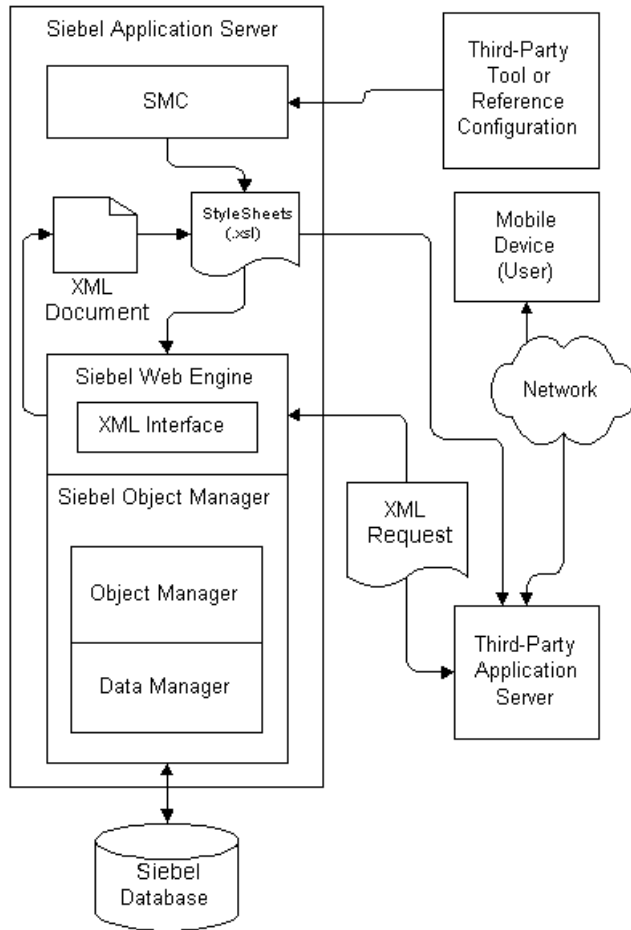 Siebel Application Server
SMC
Third-Party
Tool or
Reference
Configuration
StyleSheets
(.xsl)
XML
Document
Mobile
Device
(User)
Network
Siebel Web Engine
XML Interface
Siebel Object Manager
Object Manager
Data Manager
XML
Request
Third-Party
Application
Server
Siebel
Database